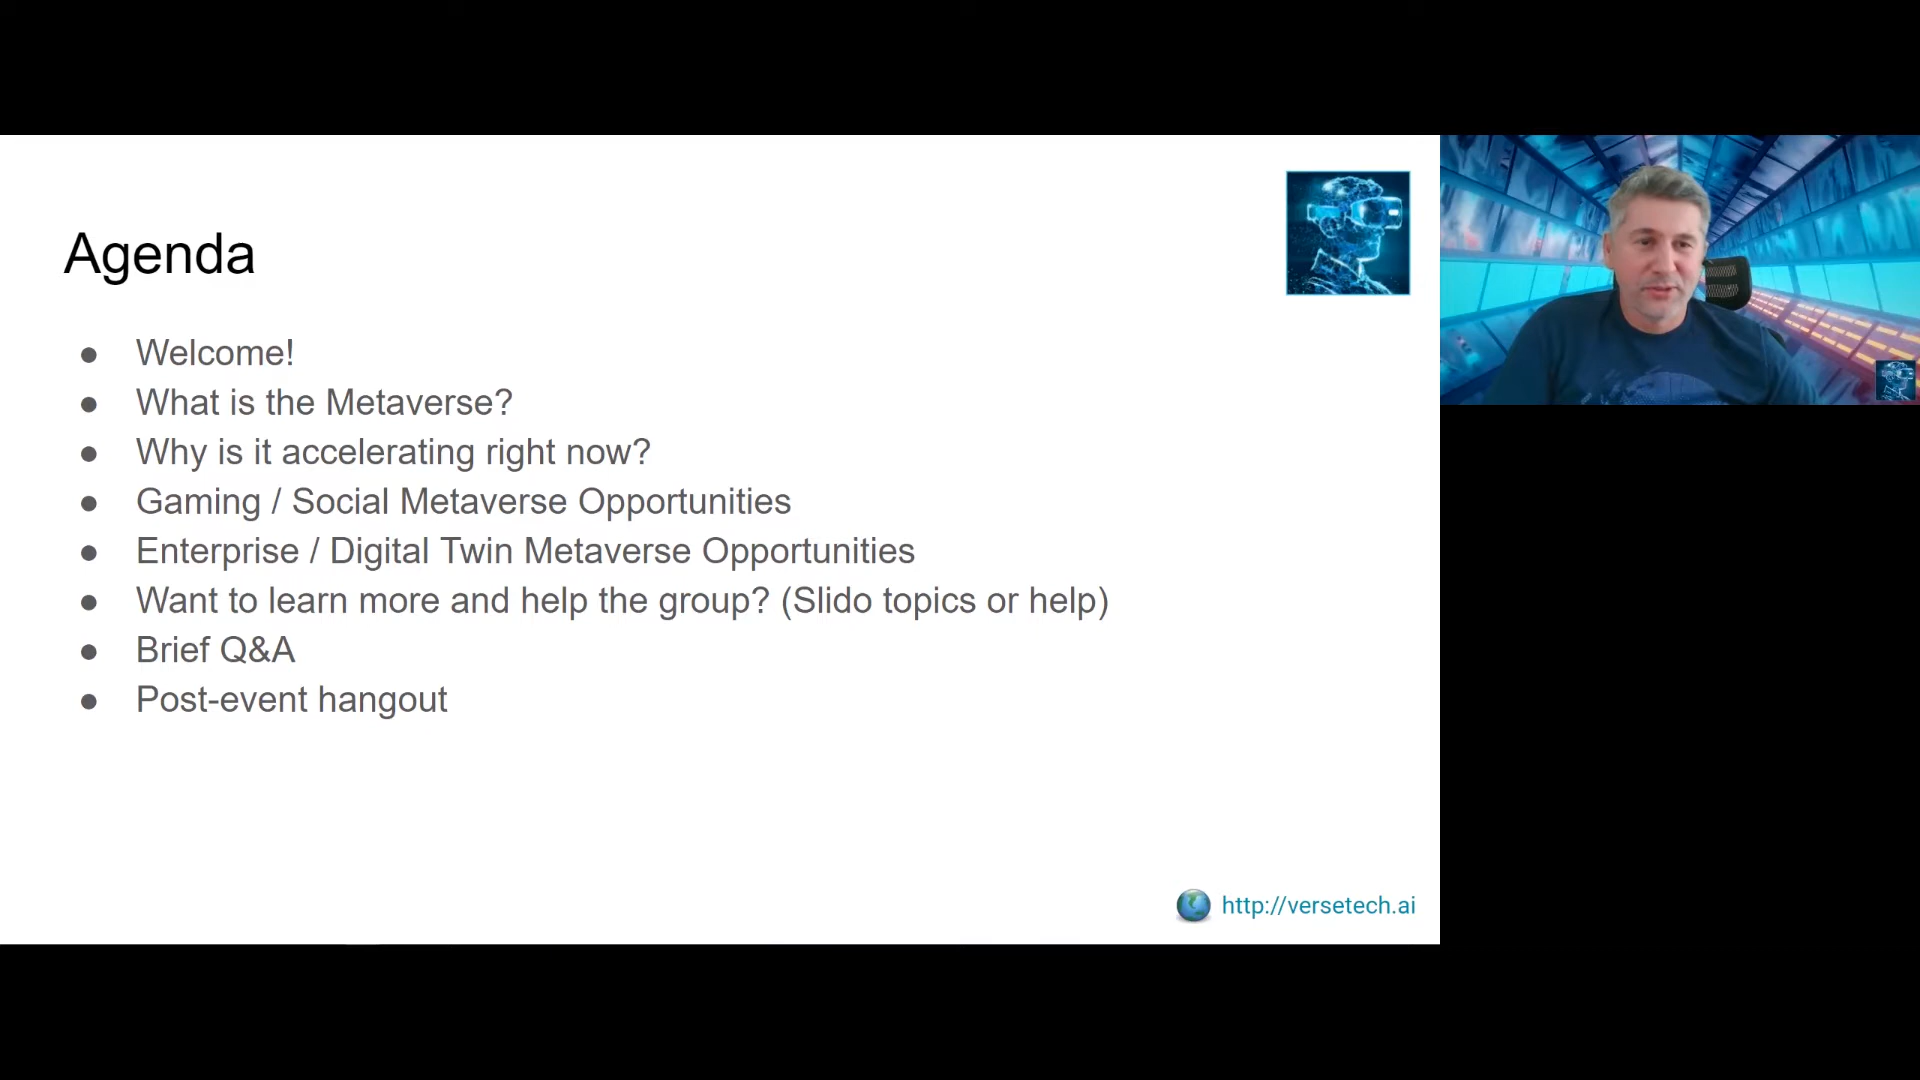 Agenda
● Welcome!
● What is the Metaverse?
● Why is it accelerating right now?
● Gaming / Social Metaverse Opportunities
● Enterprise / Digital Twin Metaverse Opportunities
● Want to learn more and help the group? (Slido topics or help)
● Brief Q&A
● Post-event hangout
http://versetech.ai